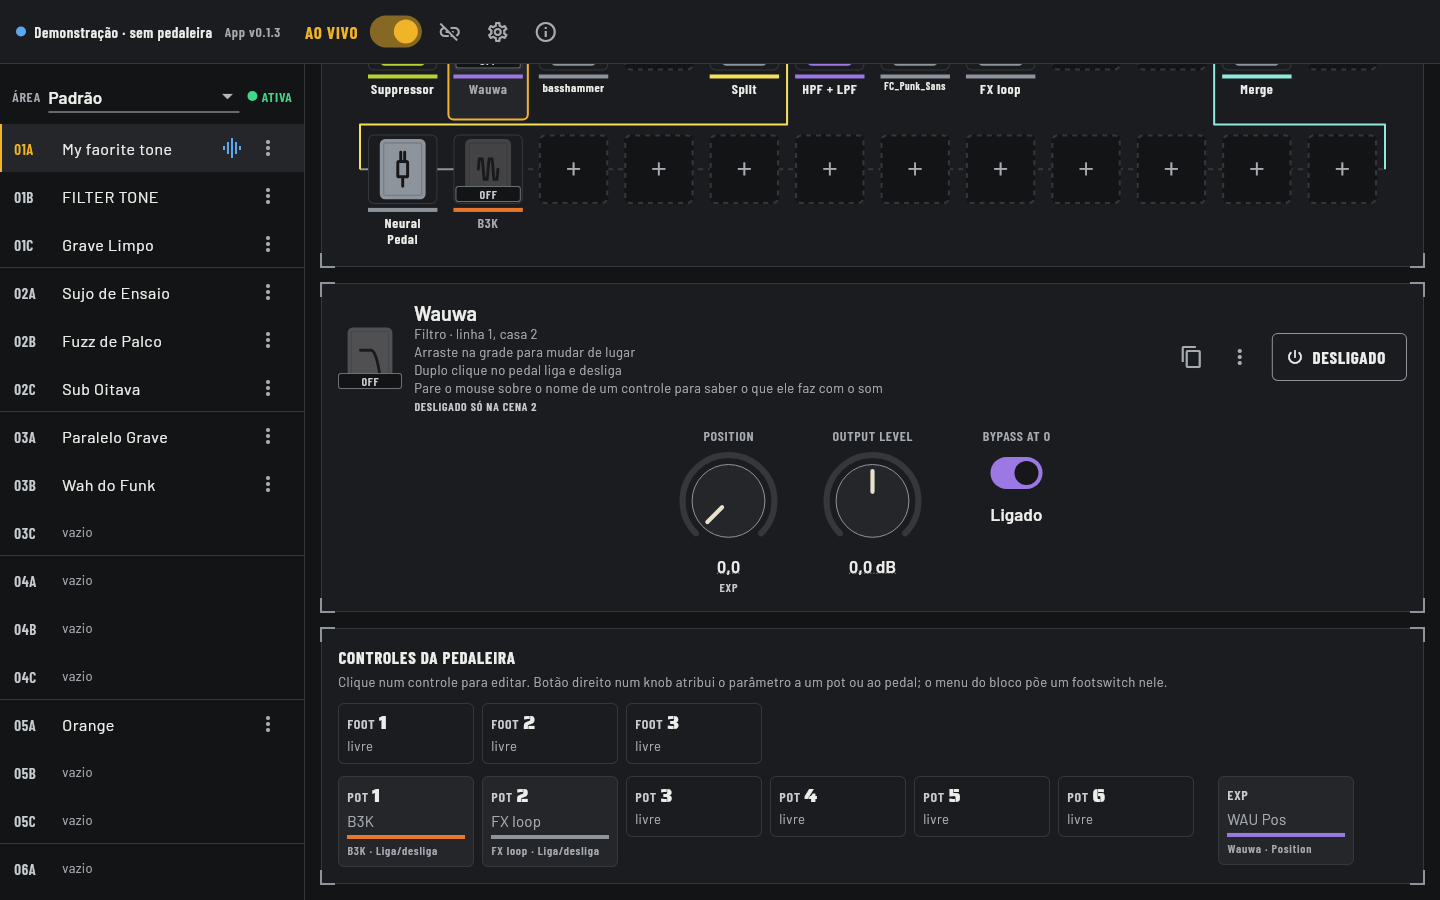 Demonstração · sem pedaleira App v0.1.3 AO VIVO
ÁREA Padrão ATIVA
01A My faorite tone
01B FILTER TONE
01C Grave Limpo
02A Sujo de Ensaio
02B Fuzz de Palco
02C Sub Oitava
03A Paralelo Grave
03B Wah do Funk
03C vazio
04A vazio
04B vazio
04C vazio
05A Orange
05B vazio
05C vazio
06A vazio
Suppressor Wauwa basshammer Split HPF + LPF FC_Punk_Sans FX loop Merge
+ + + + + + + + + +
OFF
Neural
Pedal
B3K
Wauwa
Filtro · linha 1, casa 2
Arraste na grade para mudar de lugar
Duplo clique no pedal liga e desliga
OFF
Pare o mouse sobre o nome de um controle para saber o que ele faz com o som
DESLIGADO SÓ NA CENA 2
DESLIGADO
POSITION OUTPUT LEVEL BYPASS AT 0
Ligado
0,0 0,0 dB
EXP
CONTROLES DA PEDALEIRA
Clique num controle para editar. Botão direito num knob atribui o parâmetro a um pot ou ao pedal; o menu do bloco põe um footswitch nele.
FOOT 1 FOOT 2 FOOT 3
livre livre livre
POT 1 POT 2 POT 3 POT 4 POT 5 POT 6 EXP
B3K FX loop livre livre livre livre WAU Pos
B3K · Liga/desliga FX loop · Liga/desliga Wauwa · Position